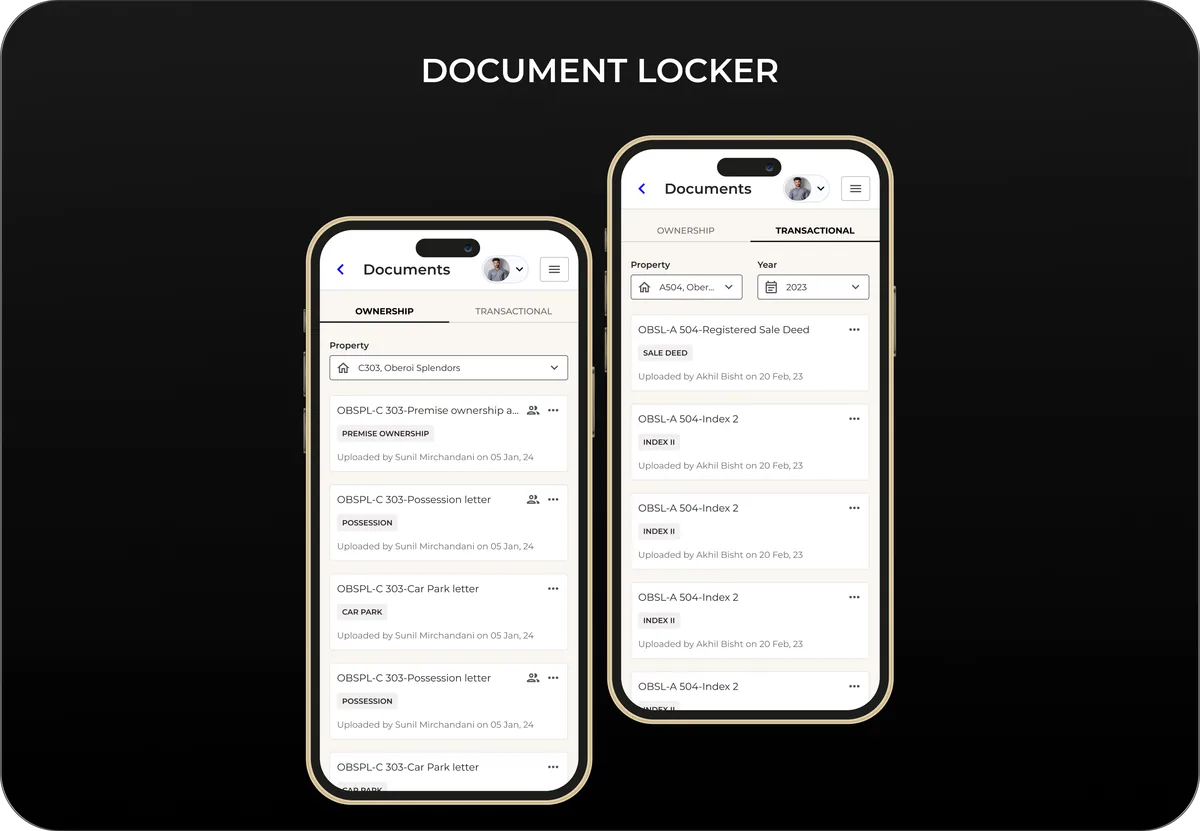 DOCUMENT LOCKER
Documents
OWNERSHIP TRANSACTIONAL
Property
C303, Oberoi Splendors
OBSPL-C 303-Premise ownership a...
PREMISE OWNERSHIP
Uploaded by Sunil Mirchandani on 05 Jan, 24
OBSPL-C 303-Possession letter
POSSESSION
Uploaded by Sunil Mirchandani on 05 Jan, 24
OBSPL-C 303-Car Park letter
CAR PARK
Uploaded by Sunil Mirchandani on 05 Jan, 24
OBSPL-C 303-Possession letter
POSSESSION
Uploaded by Sunil Mirchandani on 05 Jan, 24
OBSPL-C 303-Car Park letter
CAR PARK
Documents
OWNERSHIP TRANSACTIONAL
Property Year
A504, Ober... 2023
OBSL-A 504-Registered Sale Deed
SALE DEED
Uploaded by Akhil Bisht on 20 Feb, 23
OBSL-A 504-Index 2
INDEX II
Uploaded by Akhil Bisht on 20 Feb, 23
OBSL-A 504-Index 2
INDEX II
Uploaded by Akhil Bisht on 20 Feb, 23
OBSL-A 504-Index 2
INDEX II
Uploaded by Akhil Bisht on 20 Feb, 23
OBSL-A 504-Index 2
INDEX II